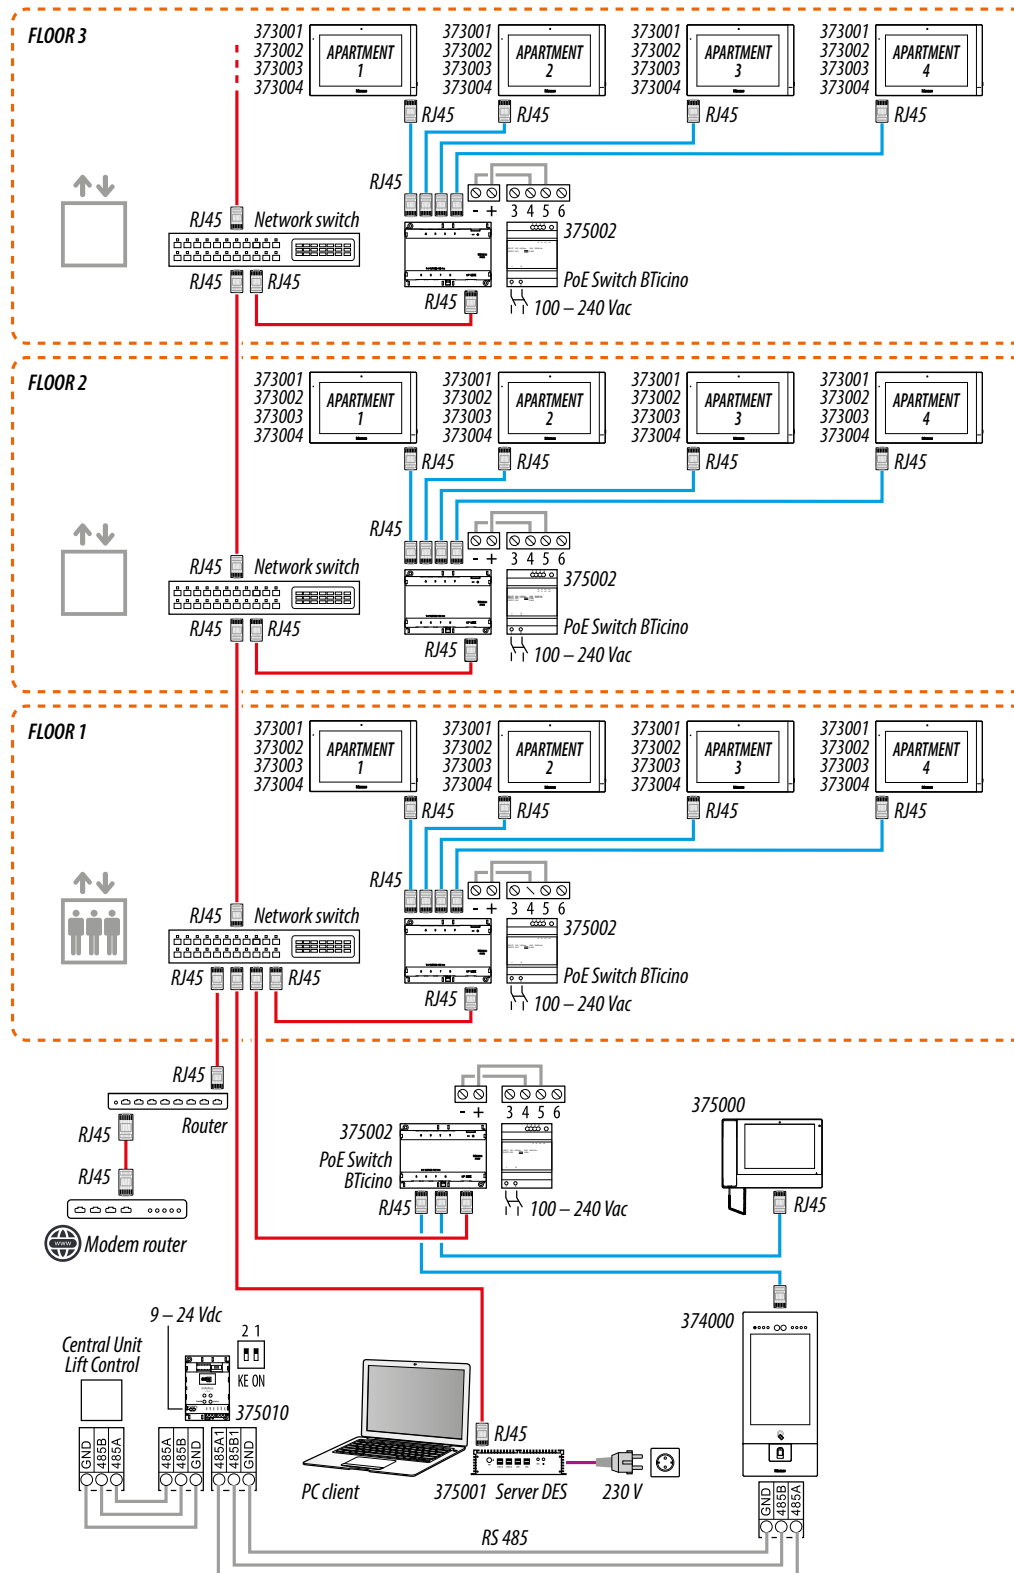 FLOOR 3
373001
373002
373003
373004
APARTMENT
1
373001
373002
373003
373004
APARTMENT
2
373001
373002
373003
373004
APARTMENT
3
373001
373002
373003
373004
APARTMENT
4
RJ45
RJ45
RJ45
RJ45
RJ45
- + 3 4 5 6
RJ45
Network switch
375002
RJ45
RJ45
RJ45
PoE Switch BTicino
100 – 240 Vac
FLOOR 2
373001
373002
373003
373004
APARTMENT
1
373001
373002
373003
373004
APARTMENT
2
373001
373002
373003
373004
APARTMENT
3
373001
373002
373003
373004
APARTMENT
4
RJ45
RJ45
RJ45
RJ45
RJ45
- + 3 4 5 6
RJ45
Network switch
375002
RJ45
RJ45
RJ45
PoE Switch BTicino
100 – 240 Vac
FLOOR 1
373001
373002
373003
373004
APARTMENT
1
373001
373002
373003
373004
APARTMENT
2
373001
373002
373003
373004
APARTMENT
3
373001
373002
373003
373004
APARTMENT
4
RJ45
RJ45
RJ45
RJ45
RJ45
- + 3 4 5 6
RJ45
Network switch
375002
RJ45
RJ45
RJ45
PoE Switch BTicino
100 – 240 Vac
RJ45
Router
RJ45
RJ45
www
Modem router
- + 3 4 5 6
375002
PoE Switch
BTicino
RJ45
100 – 240 Vac
375000
RJ45
374000
9 – 24 Vdc
2 1
KE ON
Central Unit
Lift Control
375010
GND
485B
485A
485A
485B
GND
485A1
485B1
GND
PC client
RJ45
375001 Server DES
230 V
GND
485B
485A
RS 485